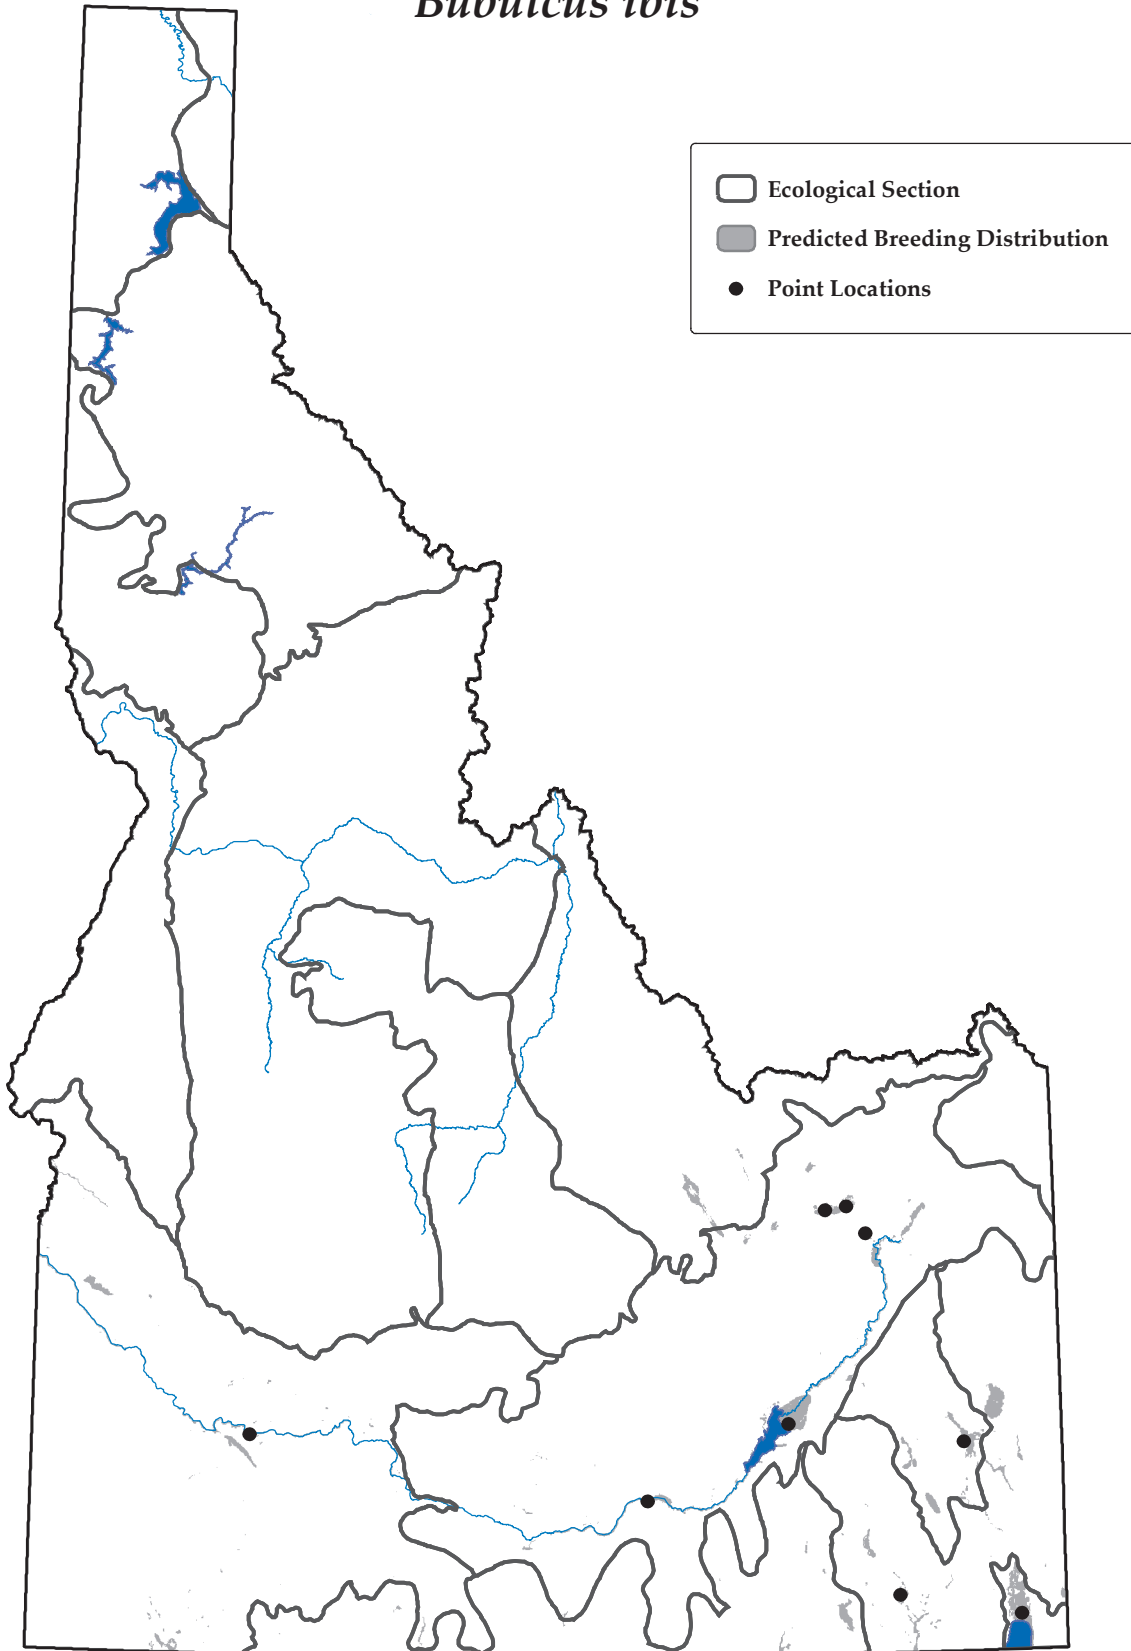 Bubulcus ibis
Ecological Section
Predicted Breeding Distribution
Point Locations